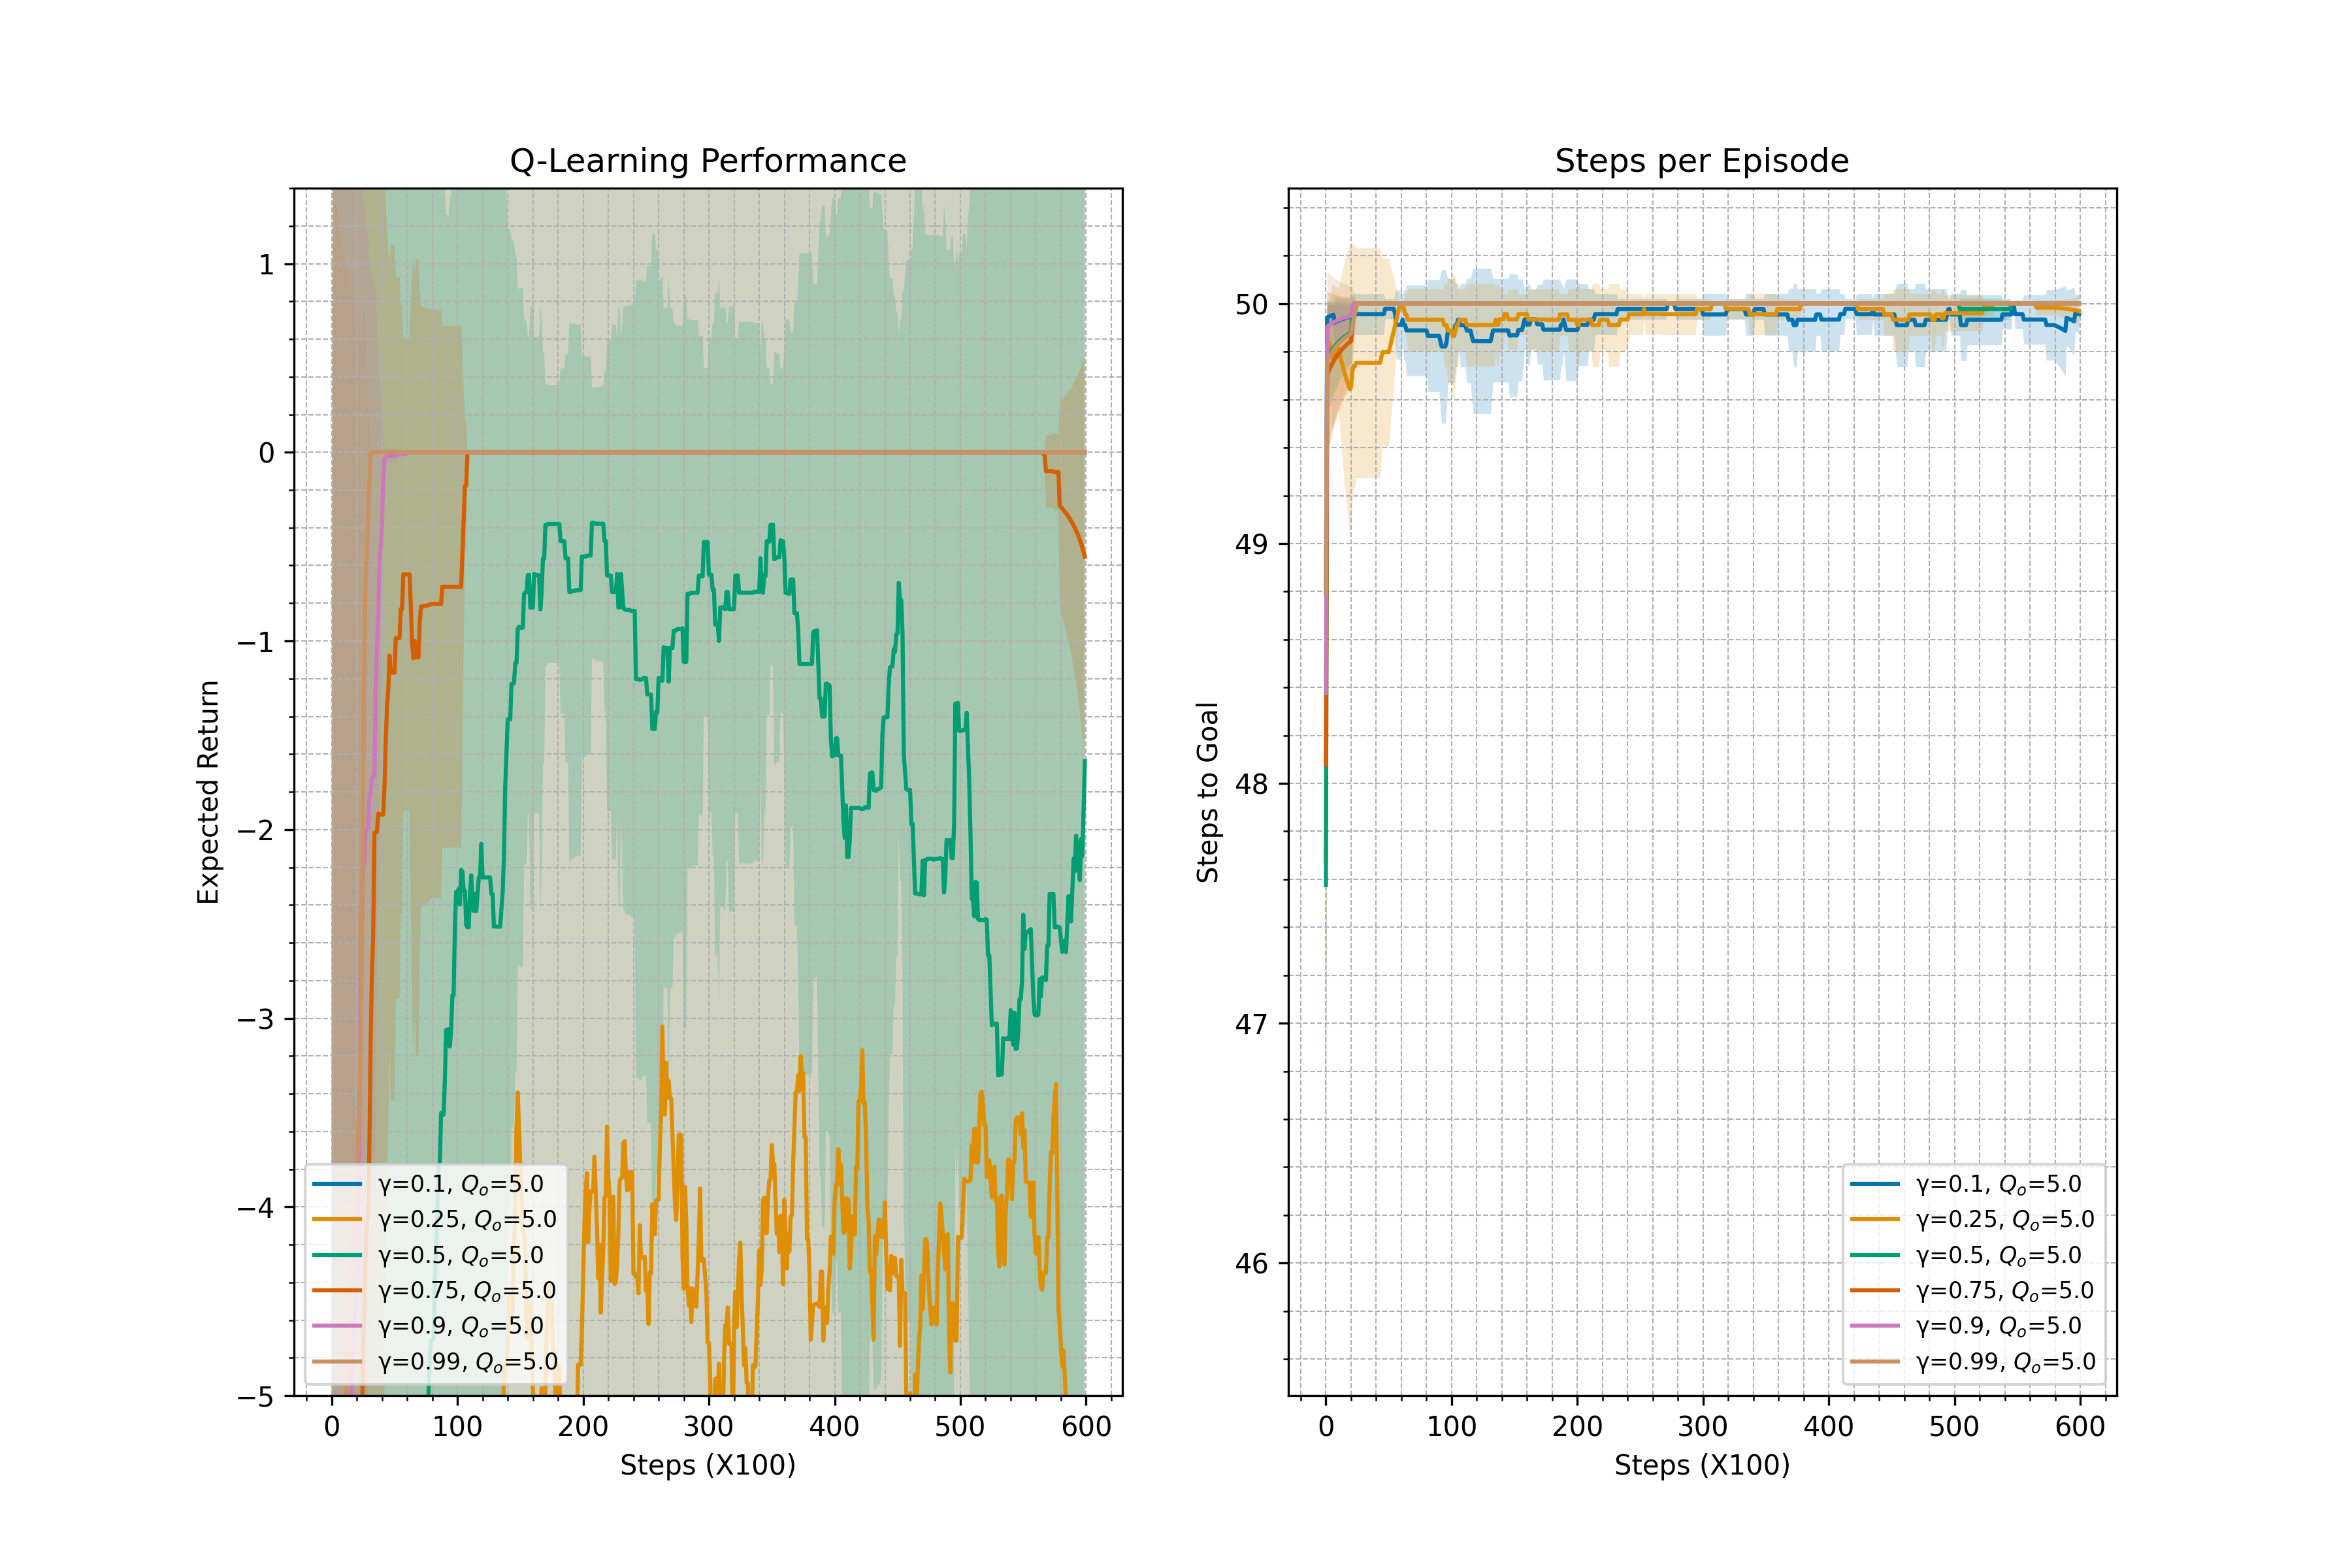 Q-Learning Performance
Expected Return
1
0
−1
−2
−3
−4
−5
γ=0.1, Qₒ=5.0
γ=0.25, Qₒ=5.0
γ=0.5, Qₒ=5.0
γ=0.75, Qₒ=5.0
γ=0.9, Qₒ=5.0
γ=0.99, Qₒ=5.0
0 100 200 300 400 500 600
Steps (X100)
Steps per Episode
Steps to Goal
50
49
48
47
46
γ=0.1, Qₒ=5.0
γ=0.25, Qₒ=5.0
γ=0.5, Qₒ=5.0
γ=0.75, Qₒ=5.0
γ=0.9, Qₒ=5.0
γ=0.99, Qₒ=5.0
0 100 200 300 400 500 600
Steps (X100)